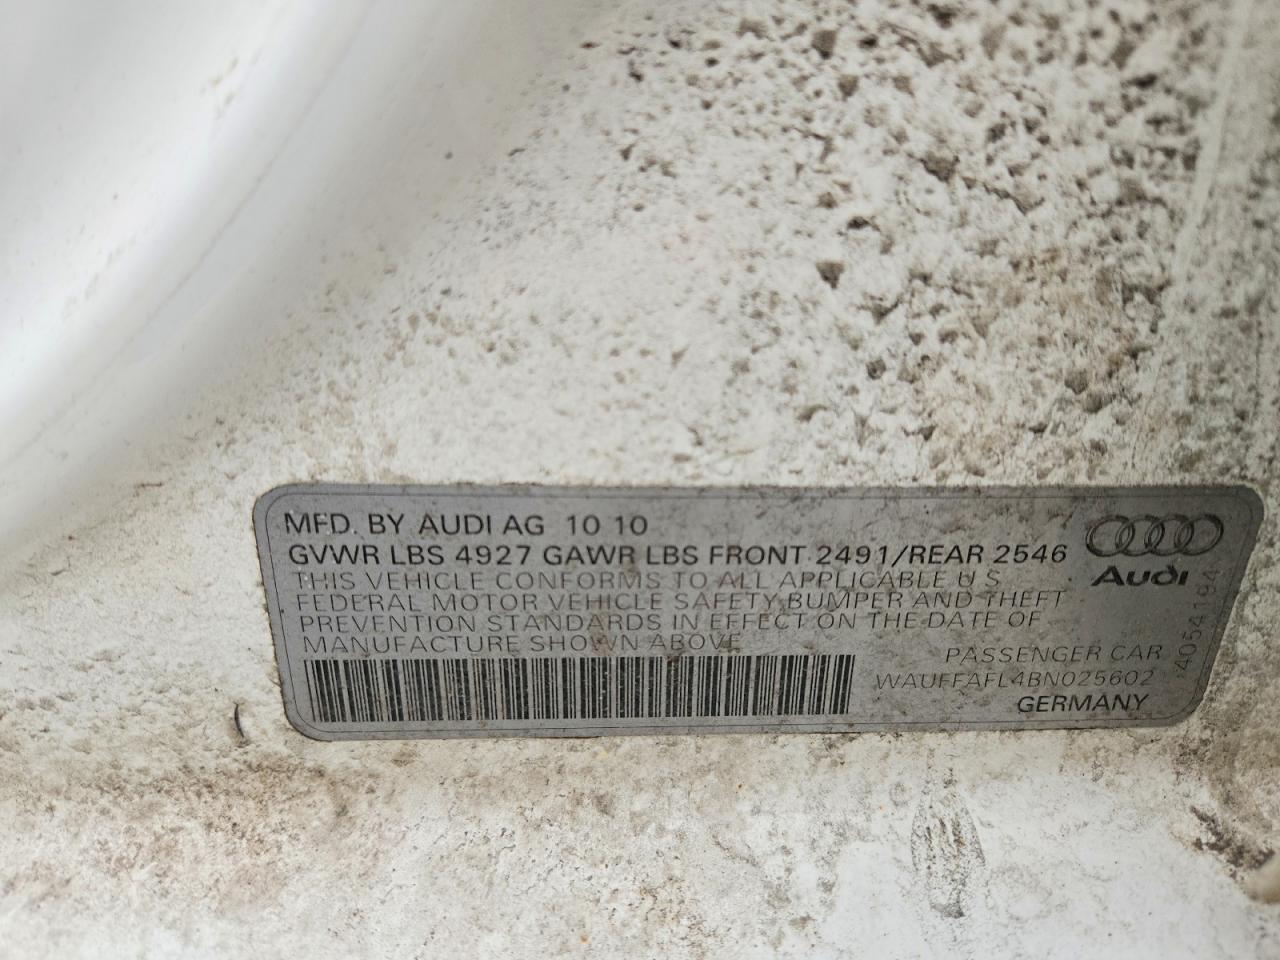 MFD. BY AUDI AG 10 10
GVWR LBS 4927 GAWR LBS FRONT 2491/REAR 2546
THIS VEHICLE CONFORMS TO ALL APPLICABLE U S
FEDERAL MOTOR VEHICLE SAFETY, BUMPER AND THEFT
PREVENTION STANDARDS IN EFFECT ON THE DATE OF
MANUFACTURE SHOWN ABOVE
PASSENGER CAR
WAUFFAFL4BN025602
GERMANY
Audi
4054194